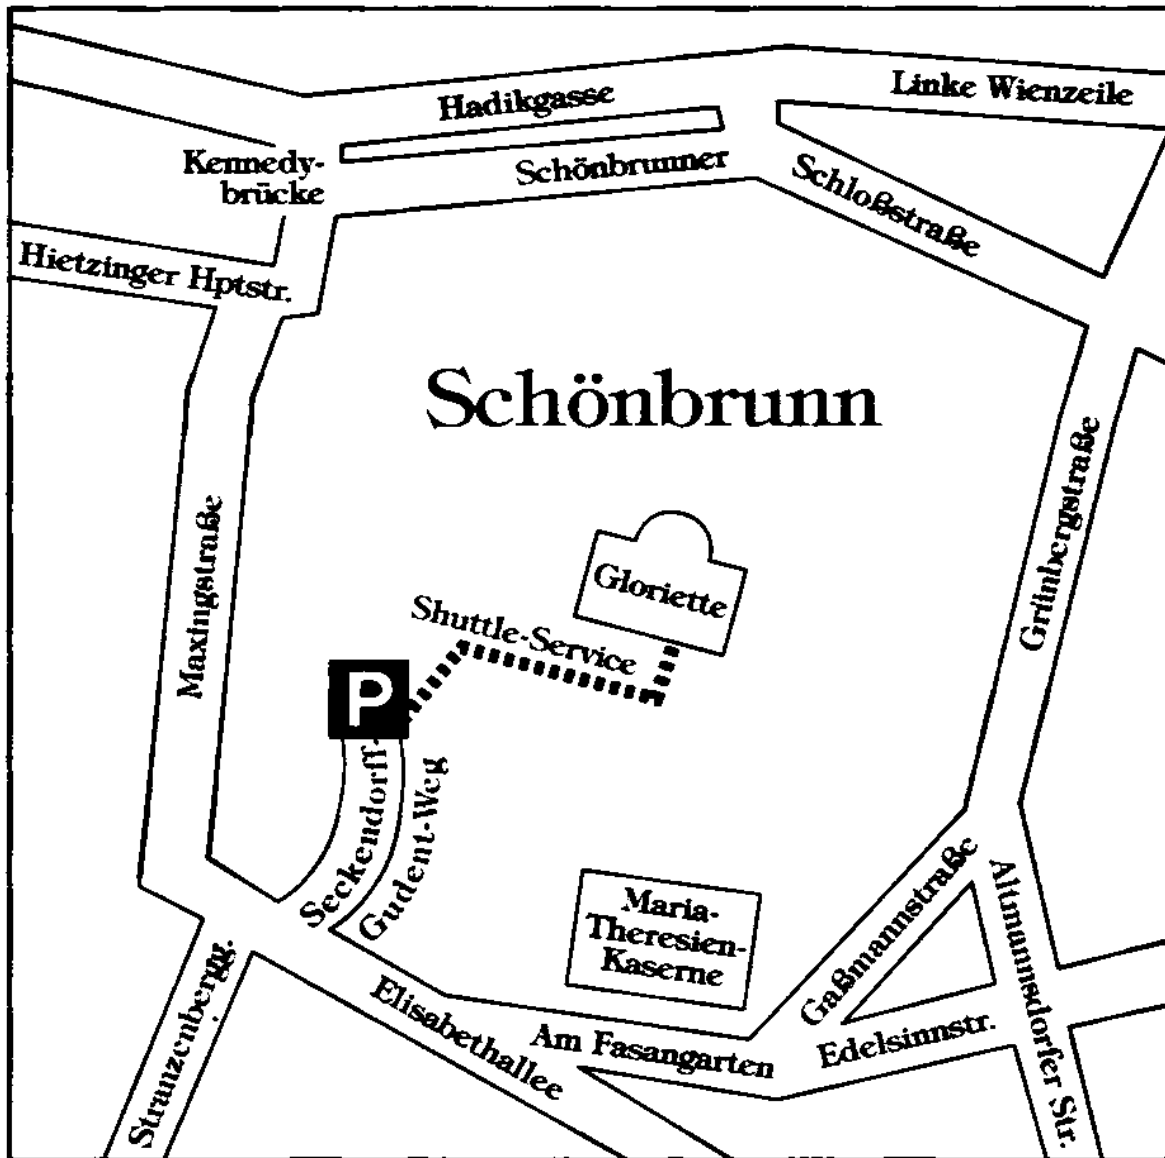 Linke Wienzeile
Hadikgasse
Kennedy-
brücke
Schönbrunner
Schloßstraße
Hietzinger Hptstr.
Schönbrunn
Grünbergstraße
Maxingstraße
Gloriette
Shuttle-Service
P
Seckendorff-
Gudent-Weg
Maria-
Theresien-
Kaserne
Gaßmannstraße
Altmannsdorfer Str.
Strunzenbergg.
Elisabethallee
Am Fasangarten
Edelsinnstr.